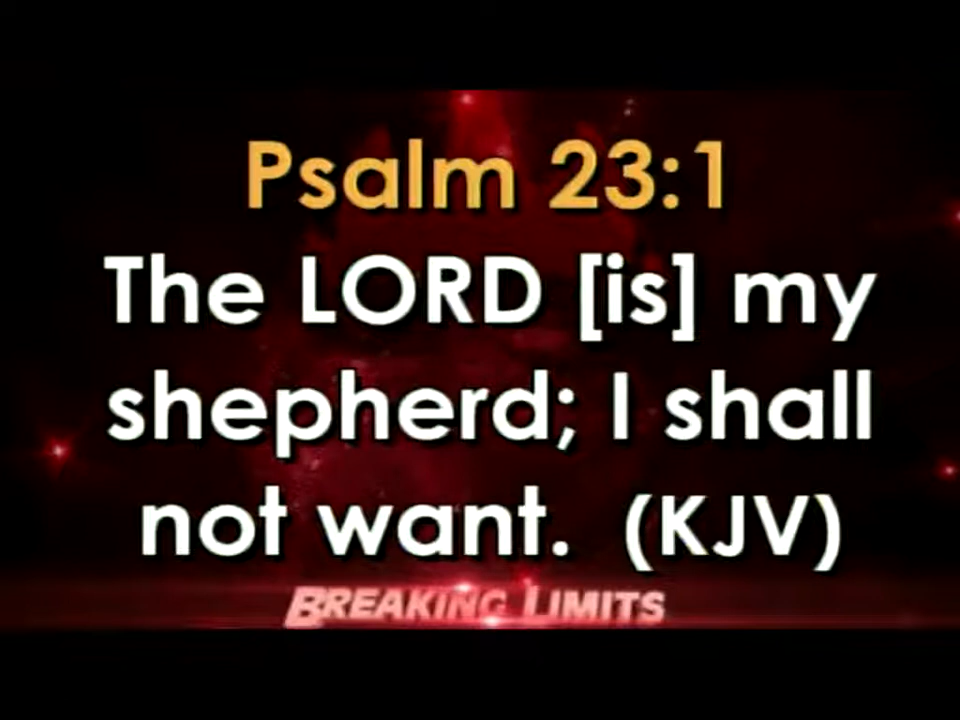 Psalm 23:1
The LORD [is] my
shepherd; I shall
not want. (KJV)
BREAKING LIMITS